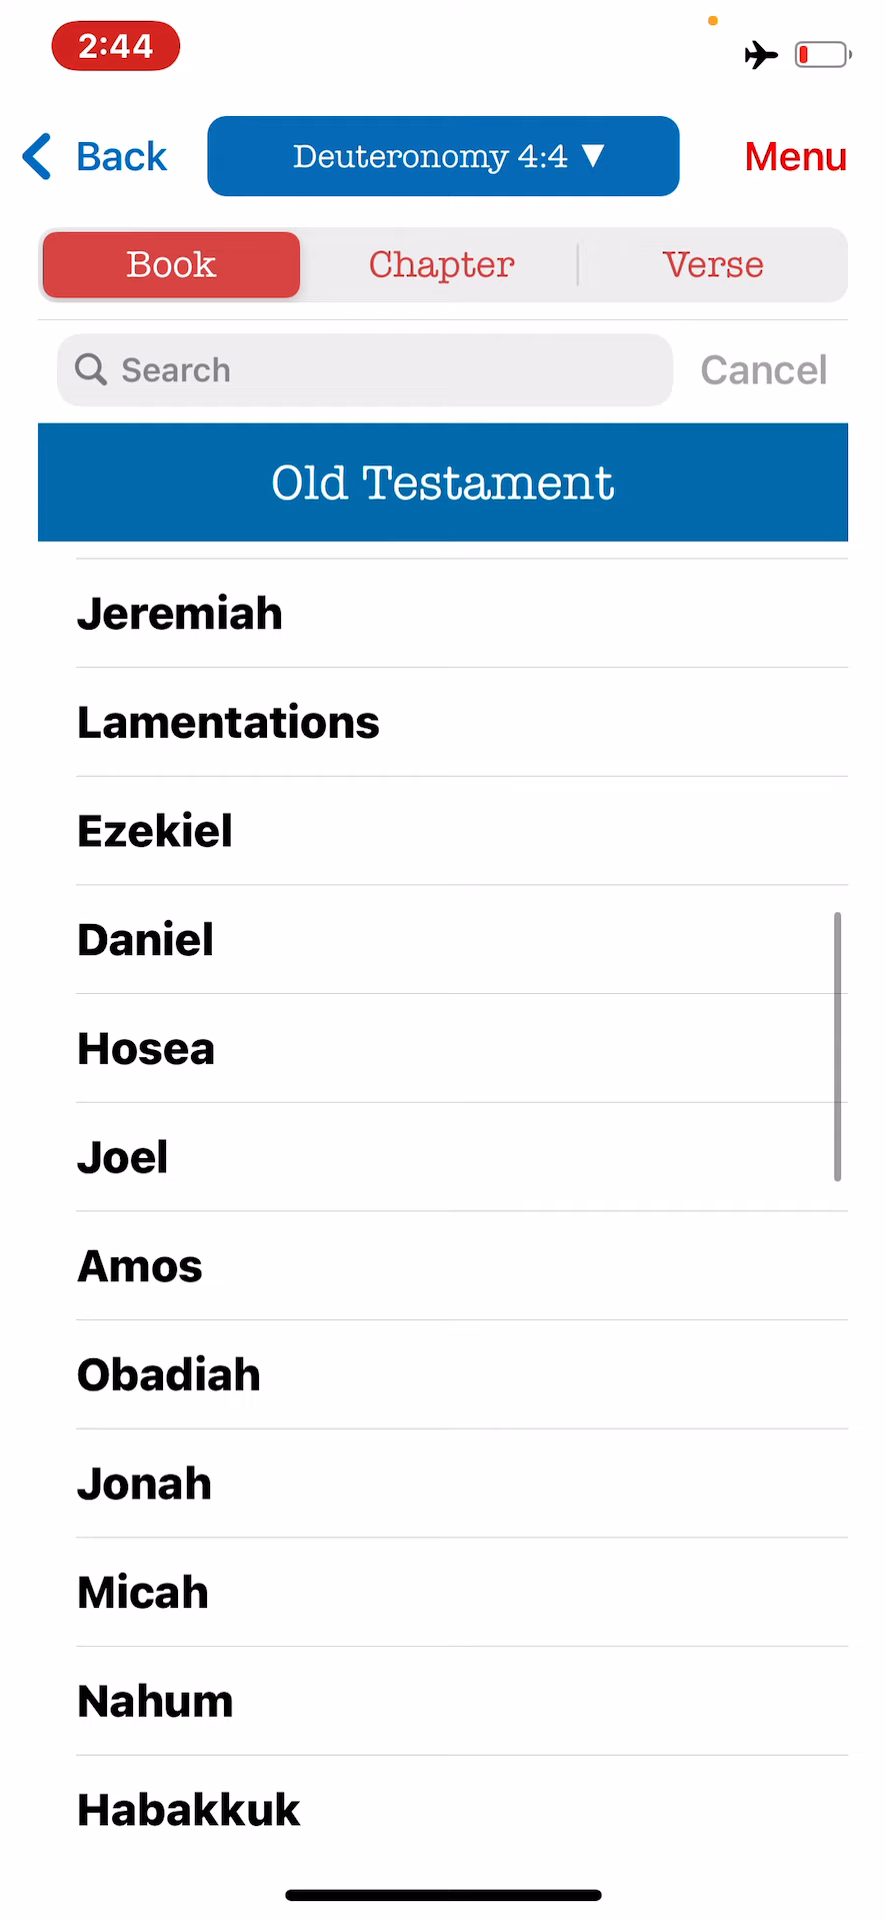 2:44
Back
Deuteronomy 4:4 ▼
Menu
Book
Chapter
Verse
Search
Cancel
Old Testament
Jeremiah
Lamentations
Ezekiel
Daniel
Hosea
Joel
Amos
Obadiah
Jonah
Micah
Nahum
Habakkuk